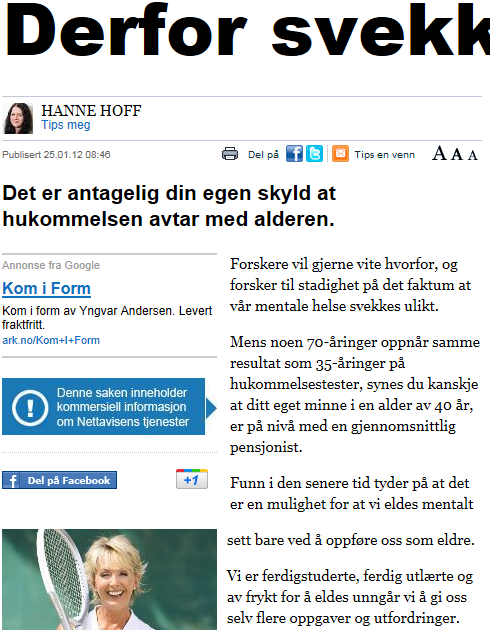 Derfor svekk
HANNE HOFF
Tips meg
Publisert 25.01.12 08:46
Del på
Tips en venn
A A A
Det er antagelig din egen skyld at
hukommelsen avtar med alderen.
Annonse fra Google
Kom i Form
Kom i form av Yngvar Andersen. Levert
fraktfritt.
ark.no/Kom+I+Form
Denne saken inneholder
kommersiell informasjon
om Nettavisens tjenester
Del på Facebook
+1
Forskere vil gjerne vite hvorfor, og
forsker til stadighet på det faktum at
vår mentale helse svekkes ulikt.
Mens noen 70-åringer oppnår samme
resultat som 35-åringer på
hukommelsestester, synes du kanskje
at ditt eget minne i en alder av 40 år,
er på nivå med en gjennomsnittlig
pensjonist.
Funn i den senere tid tyder på at det
er en mulighet for at vi eldes mentalt
sett bare ved å oppføre oss som eldre.
Vi er ferdigstuderte, ferdig utlærte og
av frykt for å eldes unngår vi å gi oss
selv flere oppgaver og utfordringer.